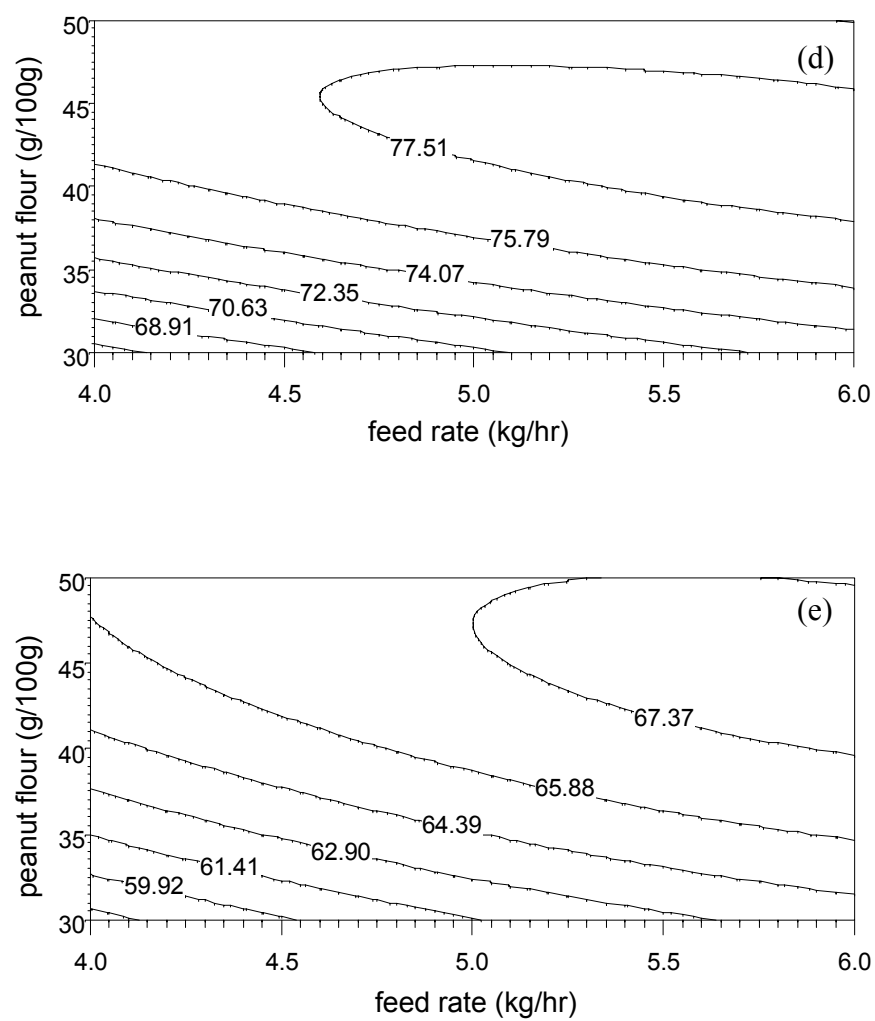 50
(d)
45
77.51
40
75.79
35
74.07
72.35
70.63
68.91
30
4.0 4.5 5.0 5.5 6.0
feed rate (kg/hr)
peanut flour (g/100g)
50
(e)
45
67.37
40
65.88
35
64.39
62.90
61.41
59.92
30
4.0 4.5 5.0 5.5 6.0
feed rate (kg/hr)
peanut flour (g/100g)